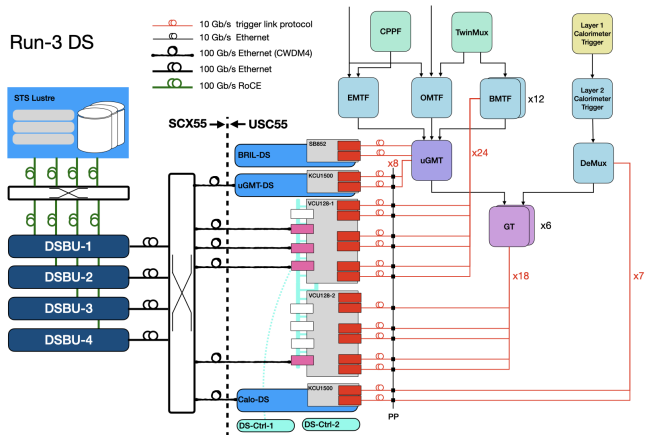 Run-3 DS
10 Gb/s trigger link protocol
10 Gb/s Ethernet
100 Gb/s Ethernet (CWDM4)
100 Gb/s Ethernet
100 Gb/s RoCE
CPPF
TwinMux
Layer 1
Calorimeter
Trigger
STS Lustre
EMTF
OMTF
BMTF
x12
Layer 2
Calorimeter
Trigger
SCX55
USC55
SB852
BRIL-DS
x24
x8
uGMT
DeMux
KCU1500
uGMT-DS
VCU128-1
GT
x6
DSBU-1
DSBU-2
DSBU-3
DSBU-4
x18
x7
VCU128-2
KCU1500
Calo-DS
PP
DS-Ctrl-1
DS-Ctrl-2